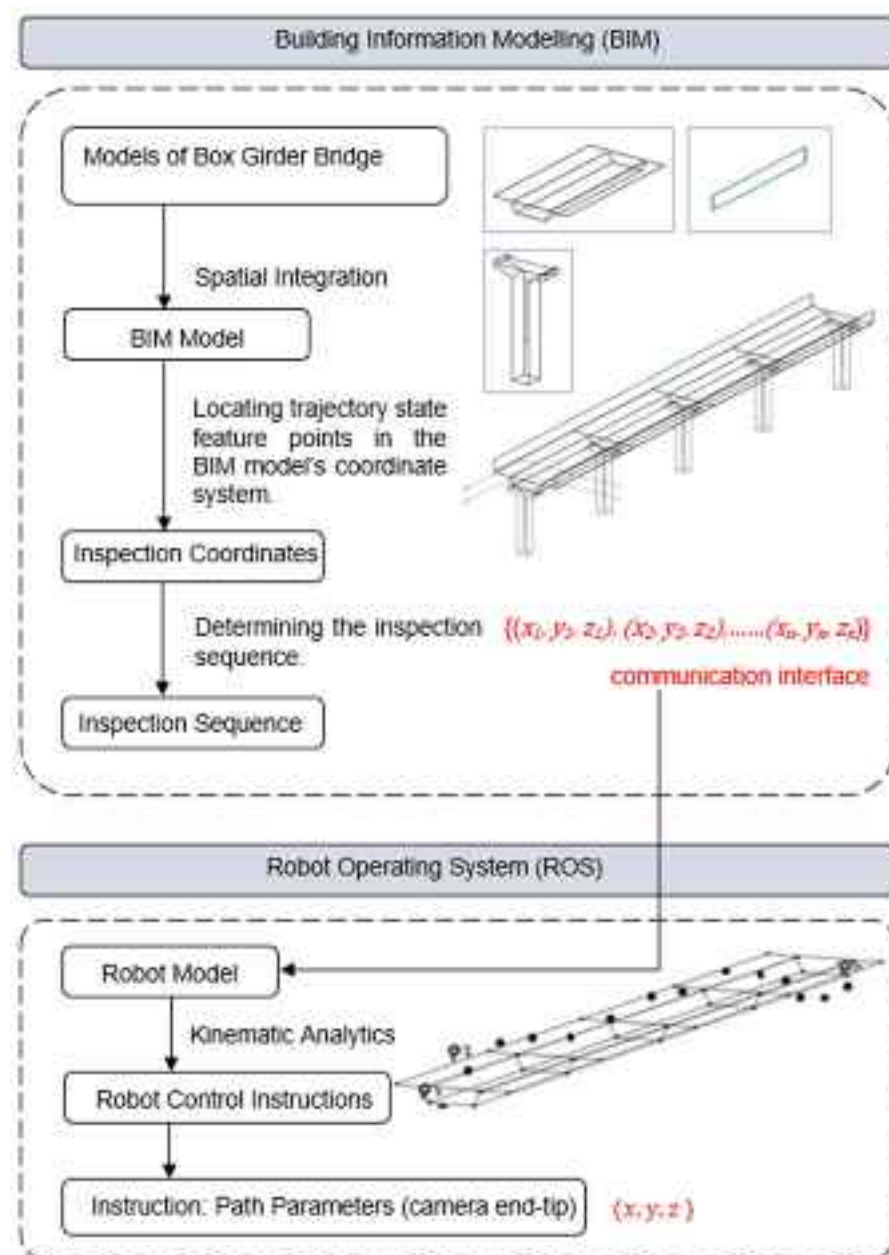 Building Information Modelling (BIM)
Models of Box Girder Bridge
Spatial Integration
BIM Model
Locating trajectory state
feature points in the
BIM model's coordinate
system.
Inspection Coordinates
Determining the inspection
sequence.
{(x₁, y₁, z₁), (x₂, y₂, z₂),......(xₙ, yₙ, zₙ)}
communication interface
Inspection Sequence
Robot Operating System (ROS)
Robot Model
Kinematic Analytics
Robot Control Instructions
Instruction: Path Parameters (camera end-tip)
{x, y, z}